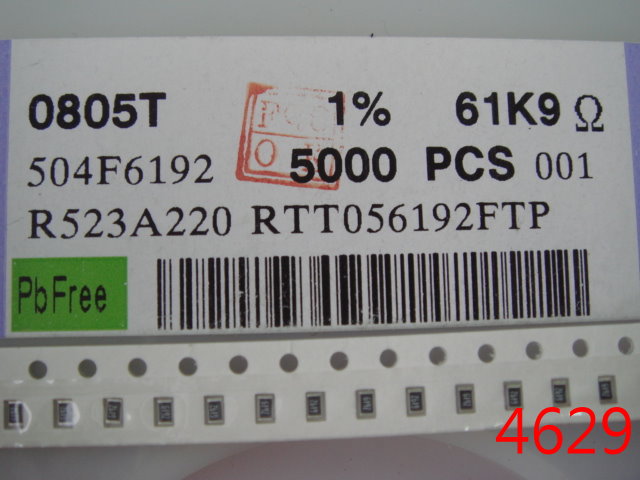 0805T 1% 61K9 Ω
504F6192 5000 PCS 001
R523A220 RTT056192FTP
PbFree
4629